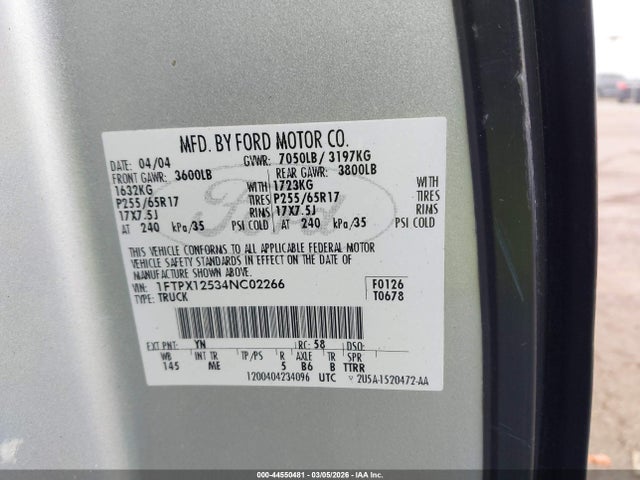 MFD. BY FORD MOTOR CO.
DATE: 04/04 GVWR: 7050LB/ 3197KG
FRONT GAWR: 3600LB REAR GAWR: 3800LB
1632KG WITH 1723KG WITH
P255/65R17 TIRES P255/65R17 TIRES
17X7.5J RIMS 17X7.5J RIMS
AT 240 kPa/35 PSI COLD AT 240 kPa/35 PSI COLD
THIS VEHICLE CONFORMS TO ALL APPLICABLE FEDERAL MOTOR
VEHICLE SAFETY STANDARDS IN EFFECT ON THE DATE OF
MANUFACTURE SHOWN ABOVE.
VIN: 1FTPX12534NC02266 F0126
TYPE: TRUCK T0678
EXT PNT: YN RC: 58 DSO:
WB INT TR TP/PS R AXLE TR SPR
145 ME 5 B6 B TTRR
1200404234096 UTC 2U5A-1520472-AA
Ford
000-44550481 - 03/05/2026 - IAA Inc.